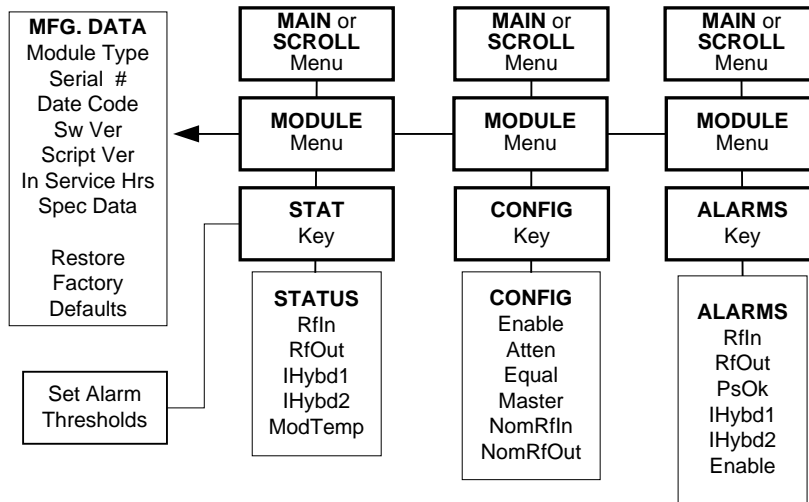 MFG. DATA
Module Type
Serial #
Date Code
Sw Ver
Script Ver
In Service Hrs
Spec Data
Restore
Factory
Defaults
MAIN or
SCROLL
Menu
MAIN or
SCROLL
Menu
MAIN or
SCROLL
Menu
MODULE
Menu
MODULE
Menu
MODULE
Menu
STAT
Key
CONFIG
Key
ALARMS
Key
Set Alarm
Thresholds
STATUS
RfIn
RfOut
IHybd1
IHybd2
ModTemp
CONFIG
Enable
Atten
Equal
Master
NomRfIn
NomRfOut
ALARMS
RfIn
RfOut
PsOk
IHybd1
IHybd2
Enable